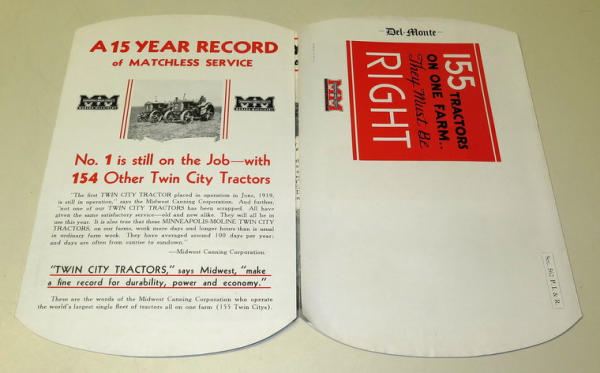 A 15 YEAR RECORD
of MATCHLESS SERVICE
MM
MM
No. 1 is still on the Job—with
154 Other Twin City Tractors
"The first TWIN CITY TRACTOR placed in operation in June, 1919,
is still in operation," says the Midwest Canning Corporation. And further,
"not one of our TWIN CITY TRACTORS has been scrapped. All have
given the same satisfactory service—old and new alike. They will all be in
use this year. It is also true that these MINNEAPOLIS-MOLINE TWIN CITY
TRACTORS, on our farms, work more days and longer hours than is usual
in ordinary farm work. They have averaged around 100 days per year;
and days are often from sunrise to sundown."
—Midwest Canning Corporation.
"TWIN CITY TRACTORS," says Midwest, "make
a fine record for durability, power and economy."
These are the words of the Midwest Canning Corporation who operate
the world's largest single fleet of tractors all on one farm (155 Twin Citys).
-Del-Monte-
155 TRACTORS
ON ONE FARM..
They Must Be
RIGHT
MM
Sec. 562 P. L. & R.